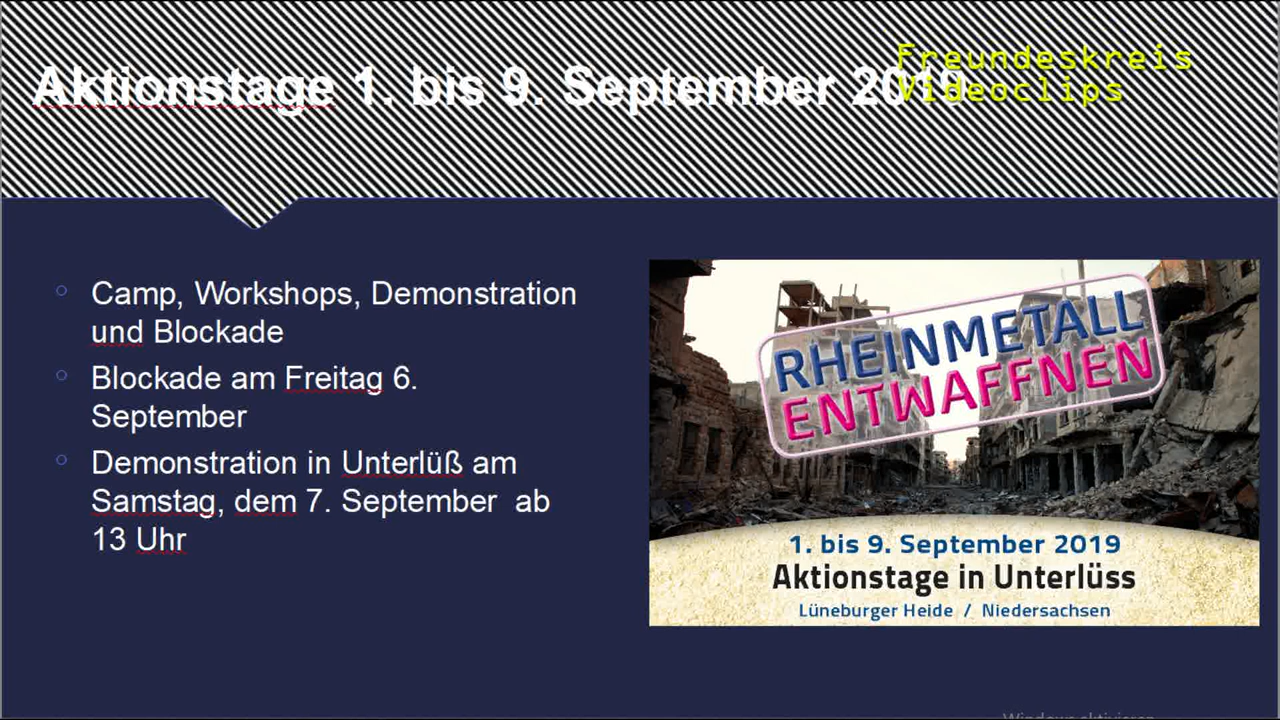 Aktionstage 1. bis 9. September 2019
Freundeskreis
Videoclips
Camp, Workshops, Demonstration
und Blockade
Blockade am Freitag 6.
September
Demonstration in Unterlüß am
Samstag, dem 7. September ab
13 Uhr
RHEINMETALL
ENTWAFFNEN
1. bis 9. September 2019
Aktionstage in Unterlüss
Lüneburger Heide / Niedersachsen